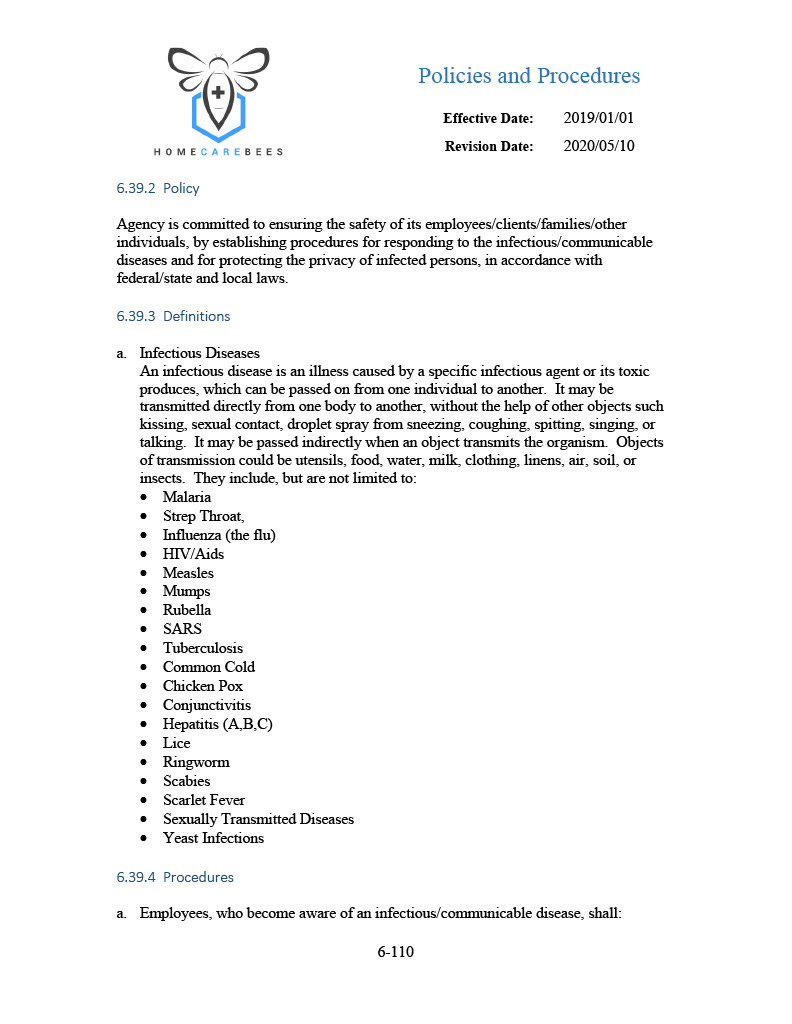 HOMECAREBEES
Policies and Procedures
Effective Date: 2019/01/01
Revision Date: 2020/05/10
6.39.2 Policy
Agency is committed to ensuring the safety of its employees/clients/families/other
individuals, by establishing procedures for responding to the infectious/communicable
diseases and for protecting the privacy of infected persons, in accordance with
federal/state and local laws.
6.39.3 Definitions
a. Infectious Diseases
An infectious disease is an illness caused by a specific infectious agent or its toxic
produces, which can be passed on from one individual to another. It may be
transmitted directly from one body to another, without the help of other objects such
kissing, sexual contact, droplet spray from sneezing, coughing, spitting, singing, or
talking. It may be passed indirectly when an object transmits the organism. Objects
of transmission could be utensils, food, water, milk, clothing, linens, air, soil, or
insects. They include, but are not limited to:
• Malaria
• Strep Throat,
• Influenza (the flu)
• HIV/Aids
• Measles
• Mumps
• Rubella
• SARS
• Tuberculosis
• Common Cold
• Chicken Pox
• Conjunctivitis
• Hepatitis (A,B,C)
• Lice
• Ringworm
• Scabies
• Scarlet Fever
• Sexually Transmitted Diseases
• Yeast Infections
6.39.4 Procedures
a. Employees, who become aware of an infectious/communicable disease, shall:
6-110